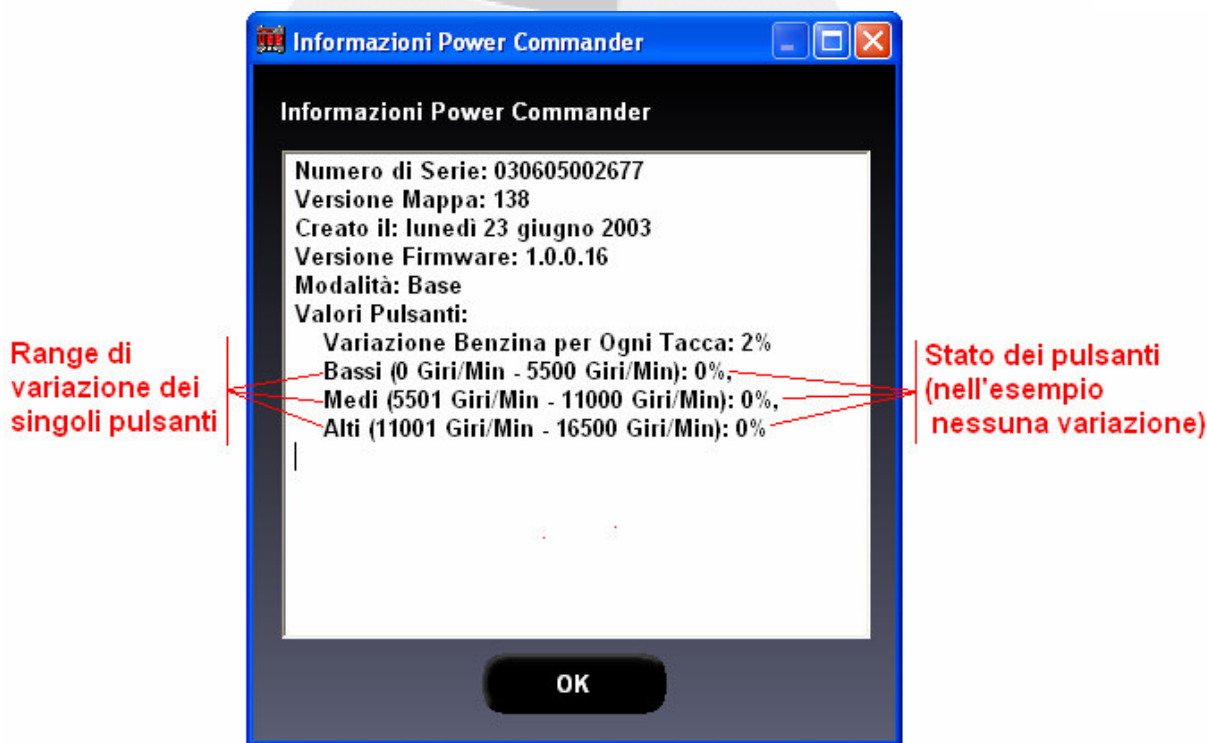 Informazioni Power Commander
Informazioni Power Commander
Numero di Serie: 030605002677
Versione Mappa: 138
Creato il: lunedì 23 giugno 2003
Versione Firmware: 1.0.0.16
Modalità: Base
Valori Pulsanti:
Variazione Benzina per Ogni Tacca: 2%
Bassi (0 Giri/Min - 5500 Giri/Min): 0%,
Medi (5501 Giri/Min - 11000 Giri/Min): 0%,
Alti (11001 Giri/Min - 16500 Giri/Min): 0%
Range di
variazione dei
singoli pulsanti
Stato dei pulsanti
(nell'esempio
nessuna variazione)
OK